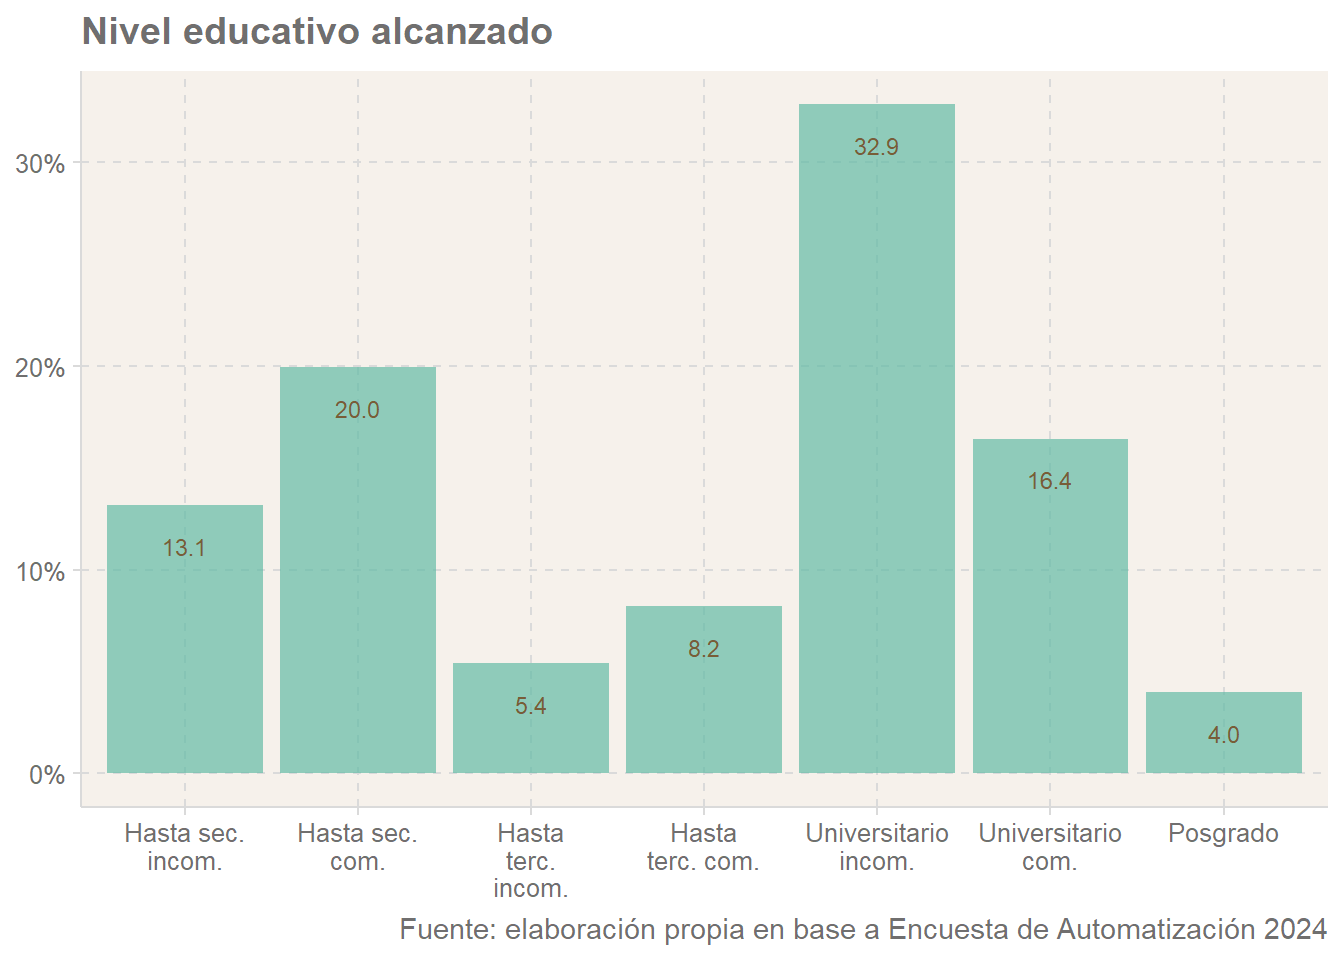 Nivel educativo alcanzado
30%
20%
10%
0%
13.1
20.0
5.4
8.2
32.9
16.4
4.0
Hasta sec.
incom.
Hasta sec.
com.
Hasta
terc.
incom.
Hasta
terc. com.
Universitario
incom.
Universitario
com.
Posgrado
Fuente: elaboración propia en base a Encuesta de Automatización 2024